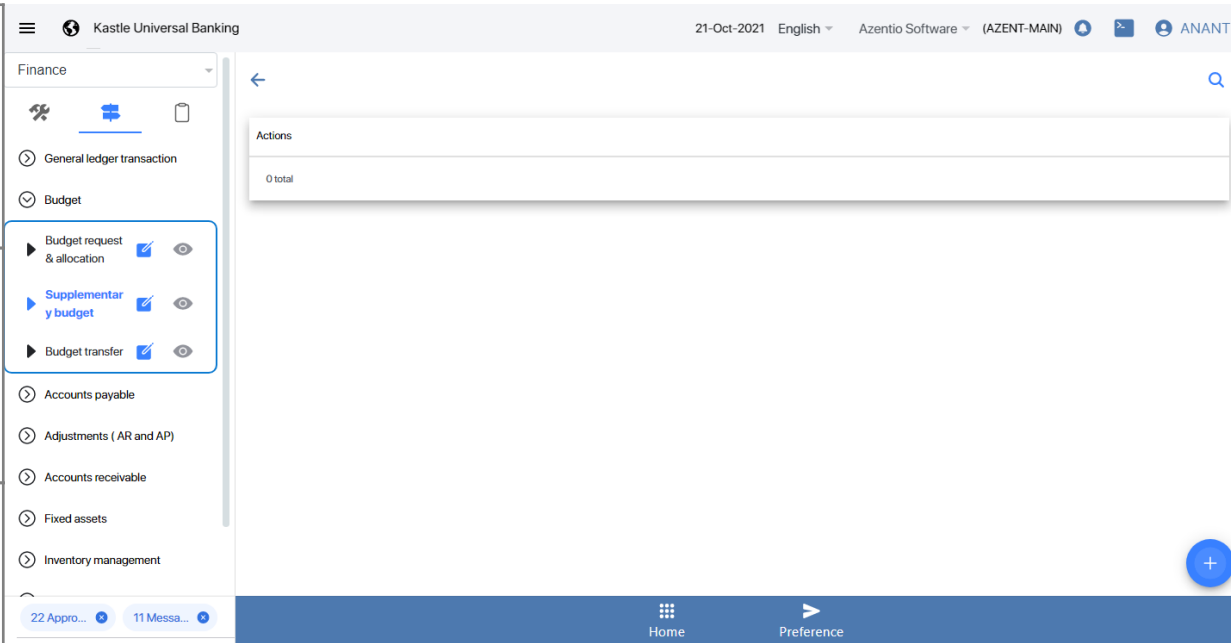 Kastle Universal Banking
21-Oct-2021 English Azentio Software (AZENT-MAIN) ANANT
Finance
Actions
0 total
General ledger transaction
Budget
Budget request
& allocation
Supplementar
y budget
Budget transfer
Accounts payable
Adjustments ( AR and AP)
Accounts receivable
Fixed assets
Inventory management
22 Appro...
11 Messa...
Home
Preference